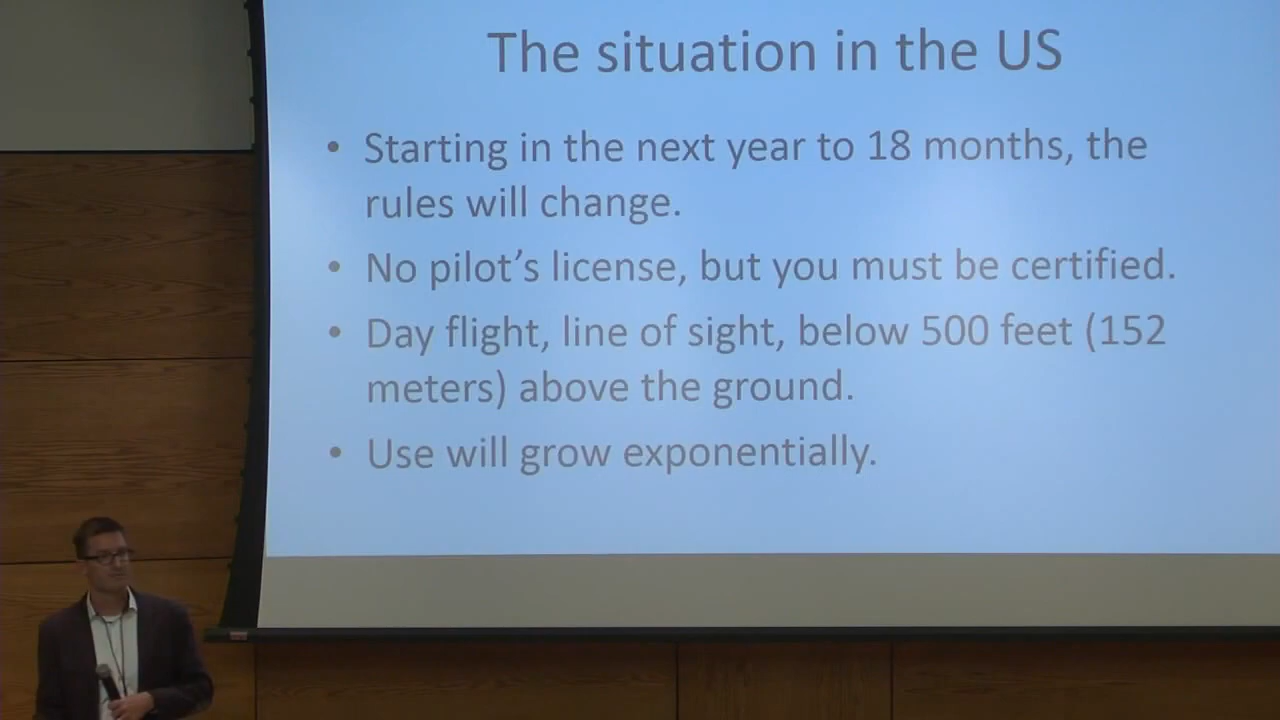 The situation in the US
• Starting in the next year to 18 months, the
rules will change.
• No pilot's license, but you must be certified.
• Day flight, line of sight, below 500 feet (152
meters) above the ground.
• Use will grow exponentially.